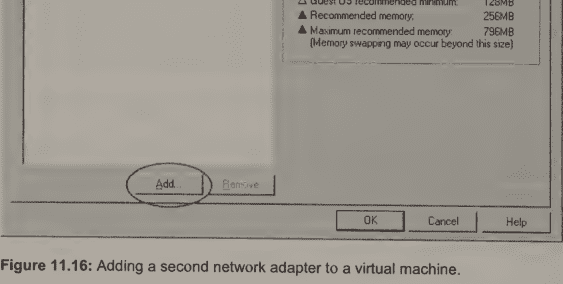 Guest OS recommended minimum: 128MB
Recommended memory: 256MB
Maximum recommended memory: 796MB
(Memory swapping may occur beyond this size)
Add... Remove
OK Cancel Help
Figure 11.16: Adding a second network adapter to a virtual machine.